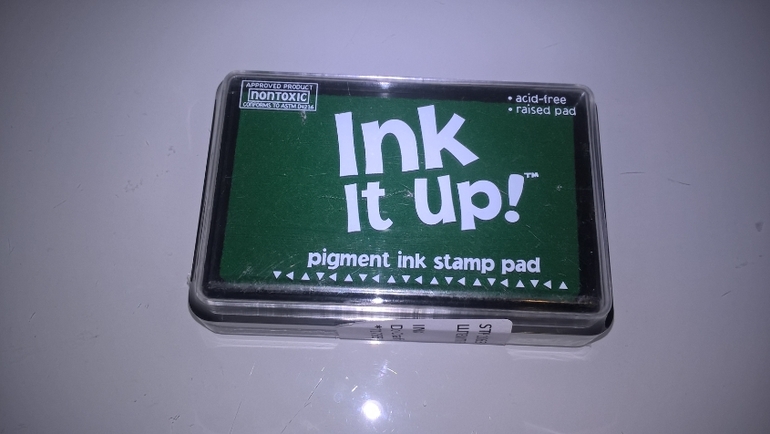 APPROVED PRODUCT
nontoxic
CONFORMS TO ASTM D4236
• acid-free
• raised pad
Ink
It Up!™
pigment ink stamp pad